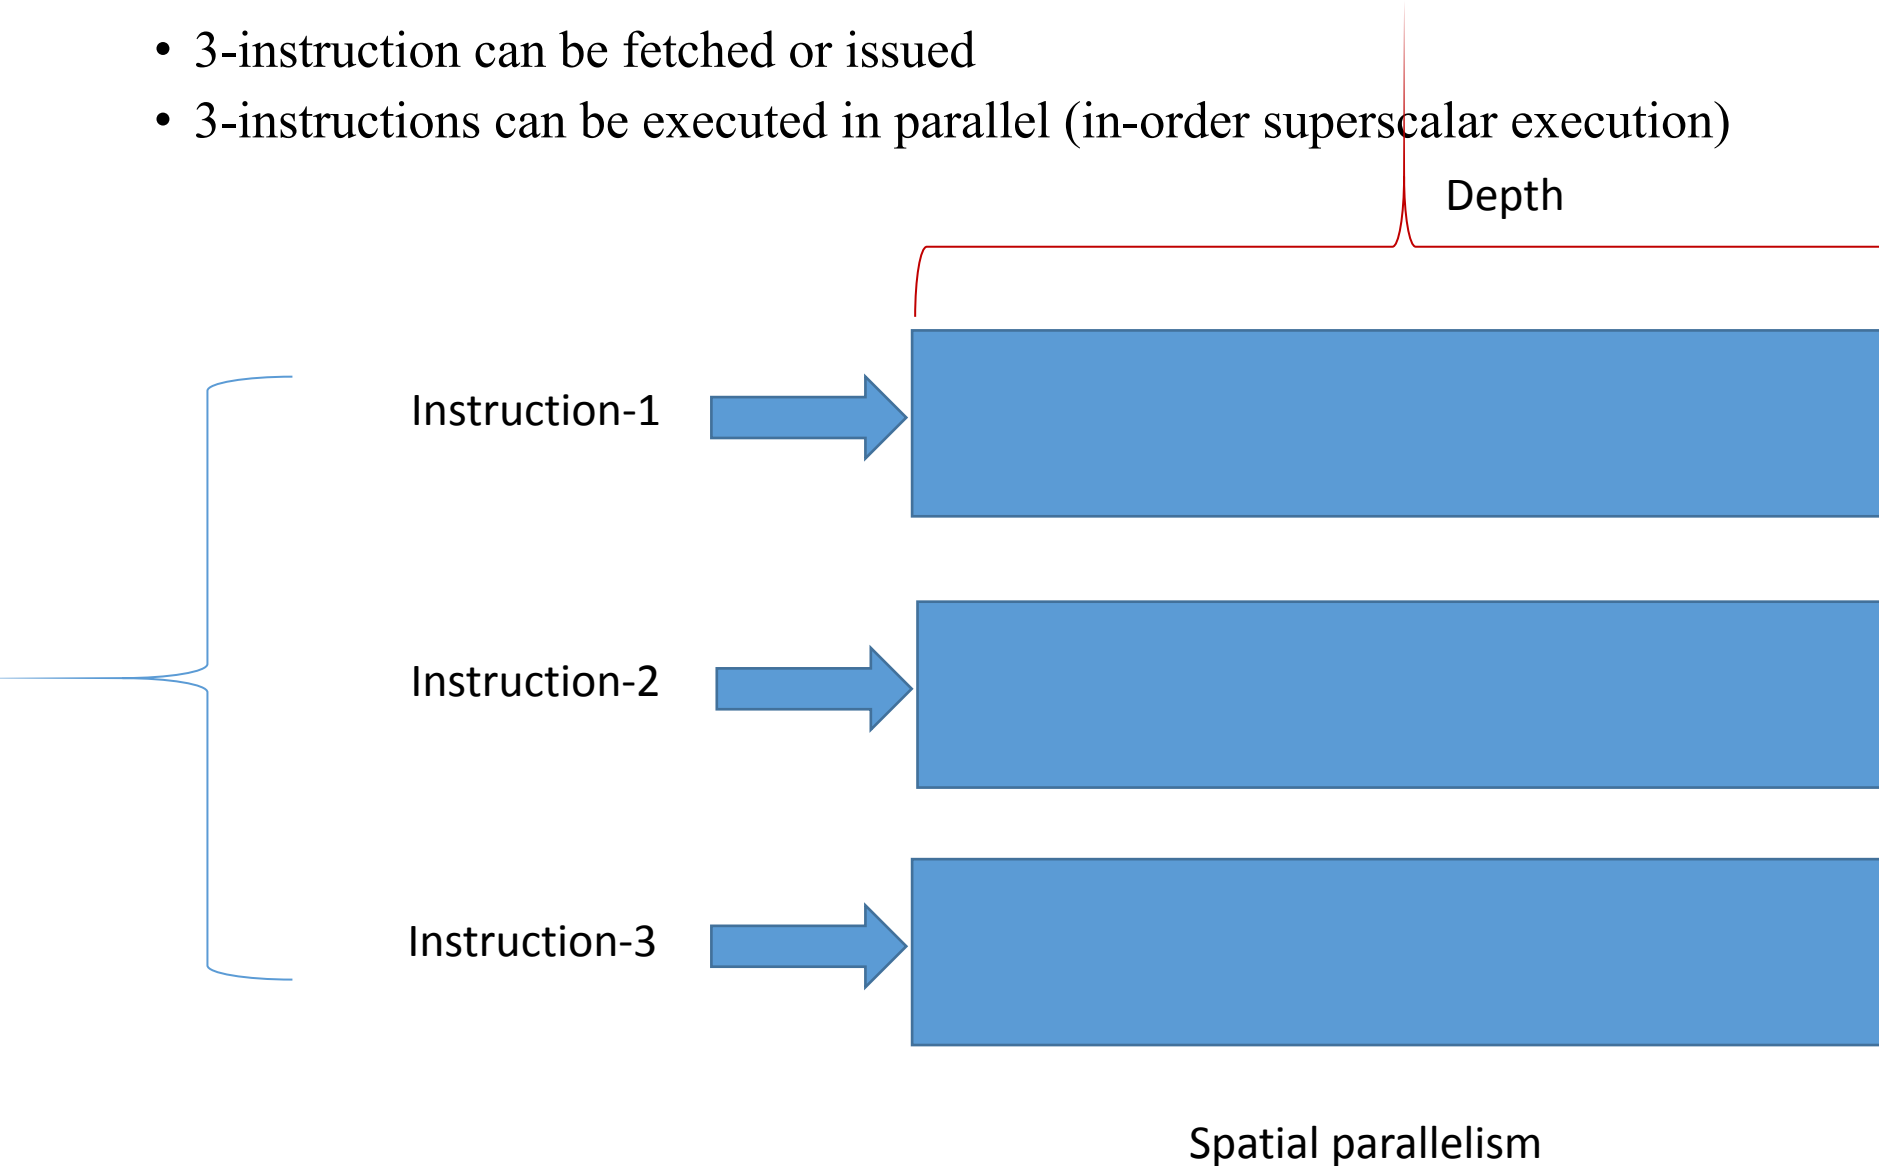 • 3-instruction can be fetched or issued
• 3-instructions can be executed in parallel (in-order superscalar execution)
Depth
Instruction-1
Instruction-2
Instruction-3
Spatial parallelism